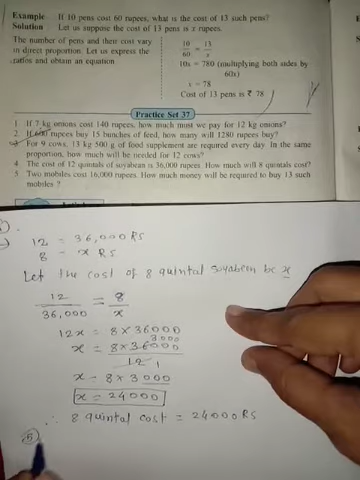 Example If 10 pens cost 60 rupees, what is the cost of 13 such pens?
Solution Let us suppose the cost of 13 pens is x rupees.
The number of pens and their cost vary
in direct proportion. Let us express the
ratios and obtain an equation
10/60 = 13/x
10x = 780 (multiplying both sides by
60x)
x = 78
Cost of 13 pens is ₹ 78
Practice Set 37
1 If 7 kg onions cost 140 rupees, how much must we pay for 12 kg onions?
2. If 600 rupees buy 15 bunches of feed, how many will 1280 rupees buy?
For 9 cows, 13 kg 500 g of food supplement are required every day. In the same
proportion, how much will be needed for 12 cows?
4 The cost of 12 quintals of soyabean is 36,000 rupees. How much will 8 quintals cost?
5 Two mobiles cost 16,000 rupees. How much money will be required to buy 13 such
mobiles ?
12 = 36,000 RS
8 - x RS
Let the cost of 8 quintal soyabeen be x
12/36,000 = 8/x
12x = 8 × 36000
3000
x = 8 × 36000
12 1
x - 8 × 3 000
x = 24000
∴ 8 quintal cost = 24000 RS
5